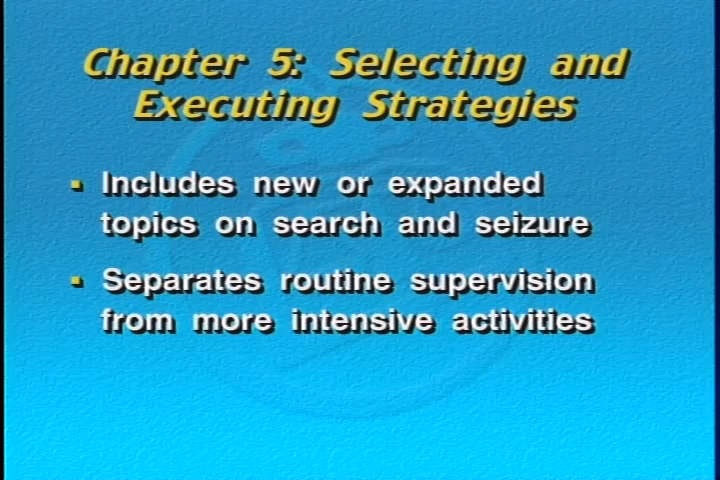 Chapter 5: Selecting and
Executing Strategies
▪ Includes new or expanded
topics on search and seizure
▪ Separates routine supervision
from more intensive activities